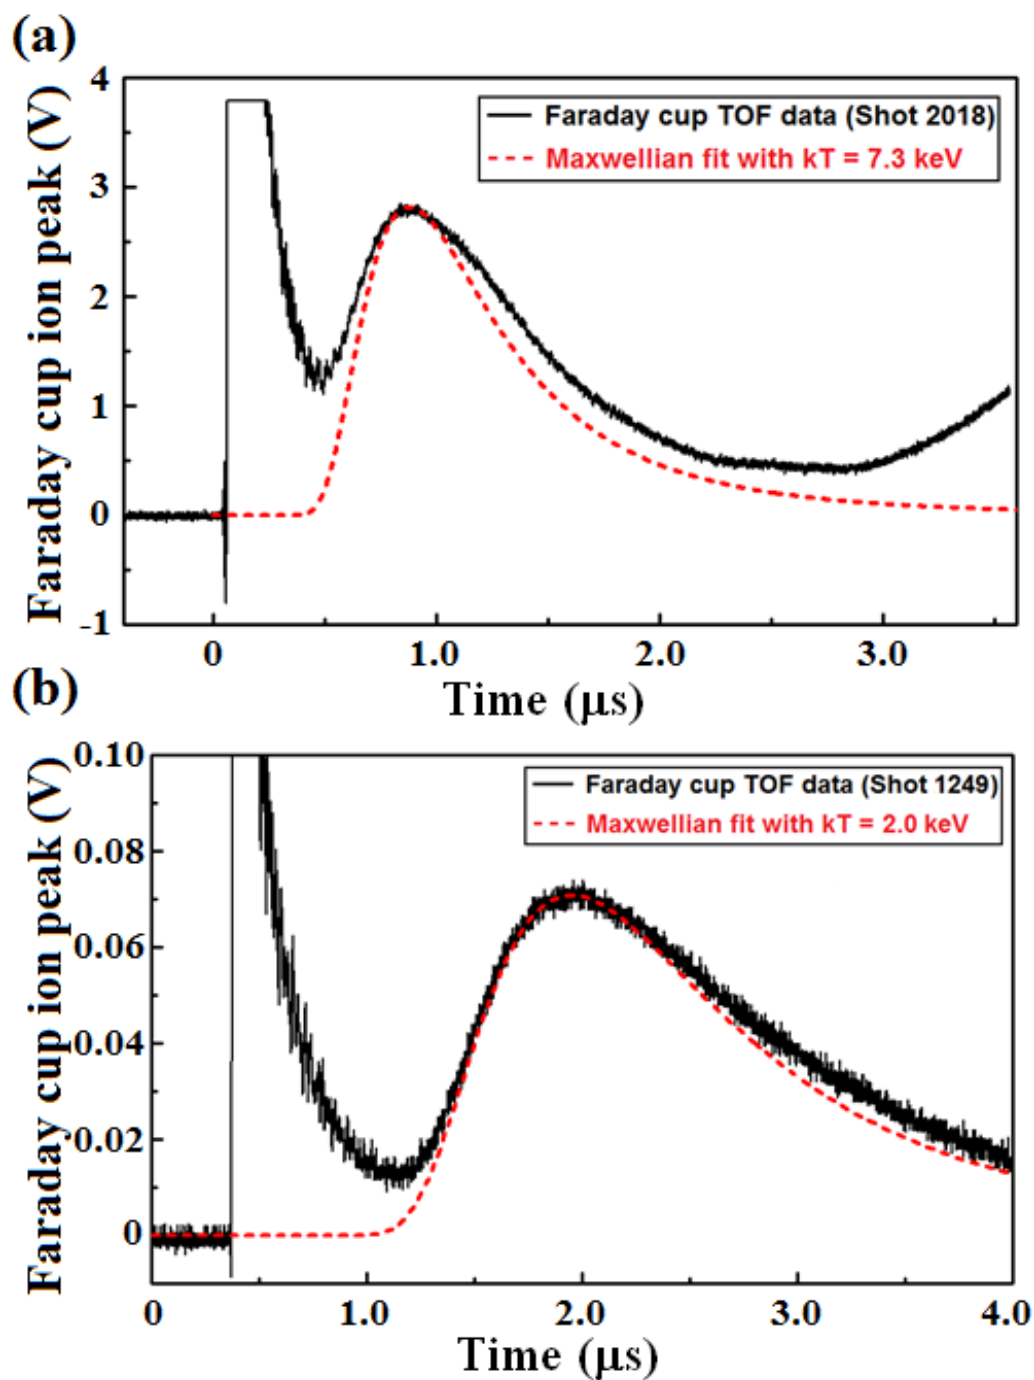 (a)
Faraday cup ion peak (V)
4
3
2
1
0
-1
Faraday cup TOF data (Shot 2018)
Maxwellian fit with kT = 7.3 keV
0 1.0 2.0 3.0
Time (μs)
(b)
Faraday cup ion peak (V)
0.10
0.08
0.06
0.04
0.02
0
Faraday cup TOF data (Shot 1249)
Maxwellian fit with kT = 2.0 keV
0 1.0 2.0 3.0 4.0
Time (μs)